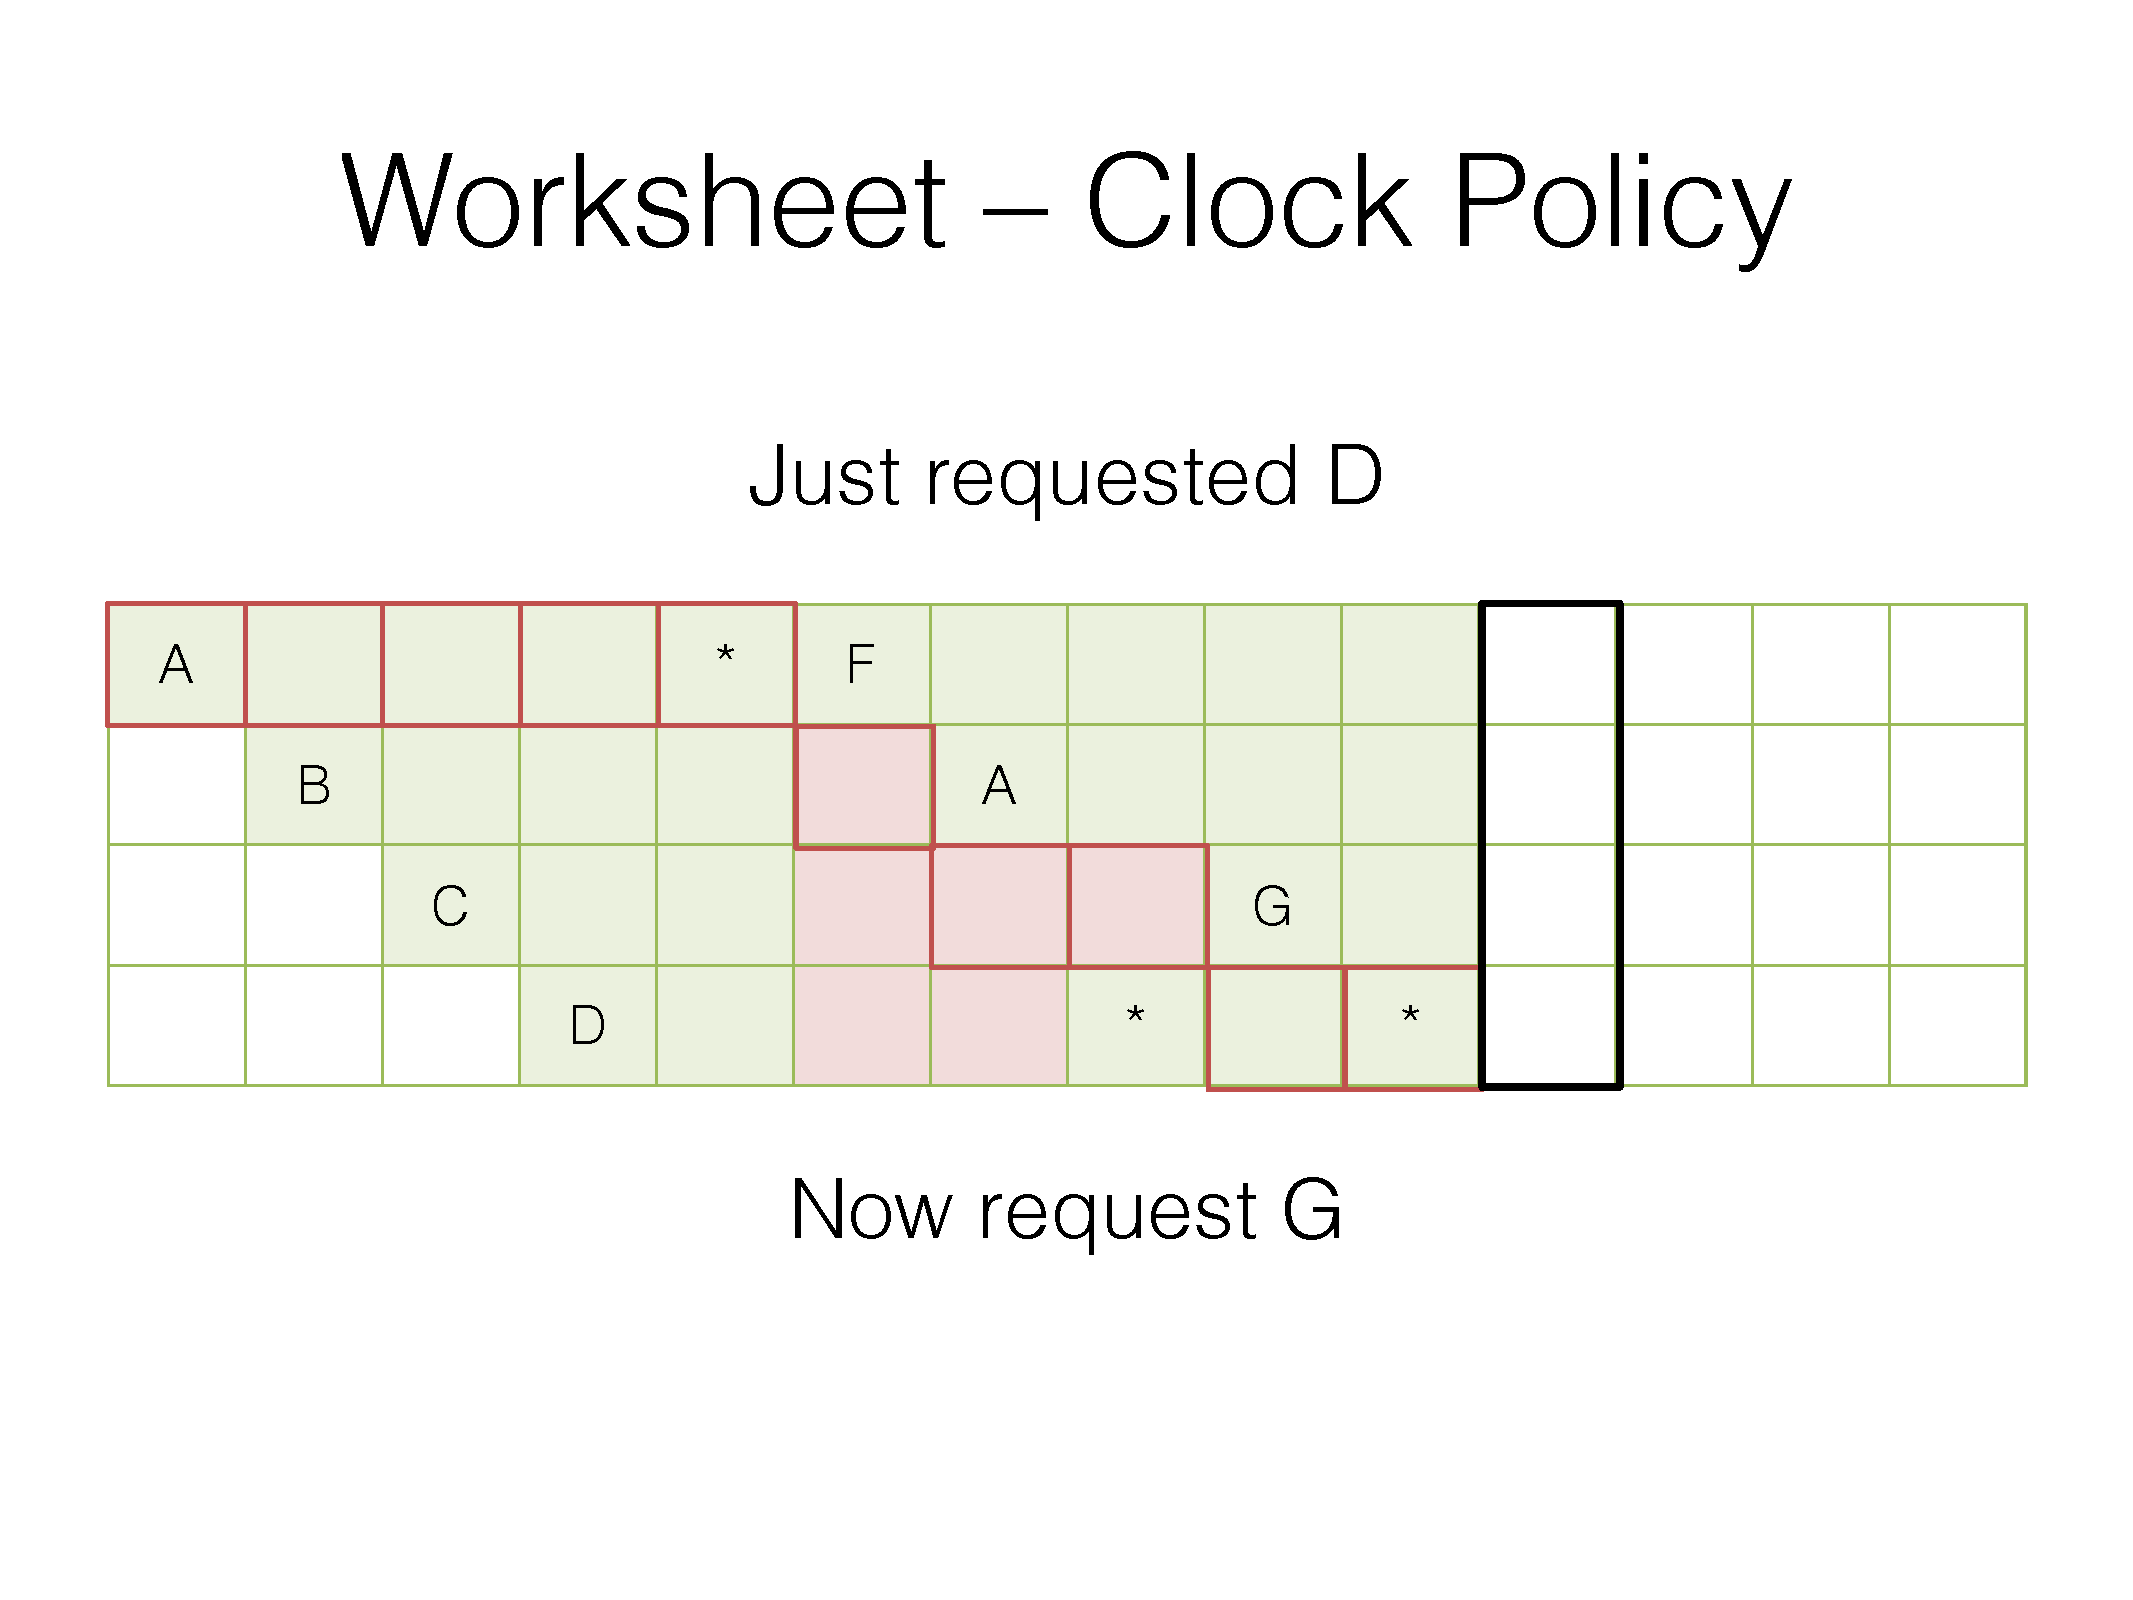 Worksheet – Clock Policy
Just requested D
A * F
B A
C G
D * *
Now request G